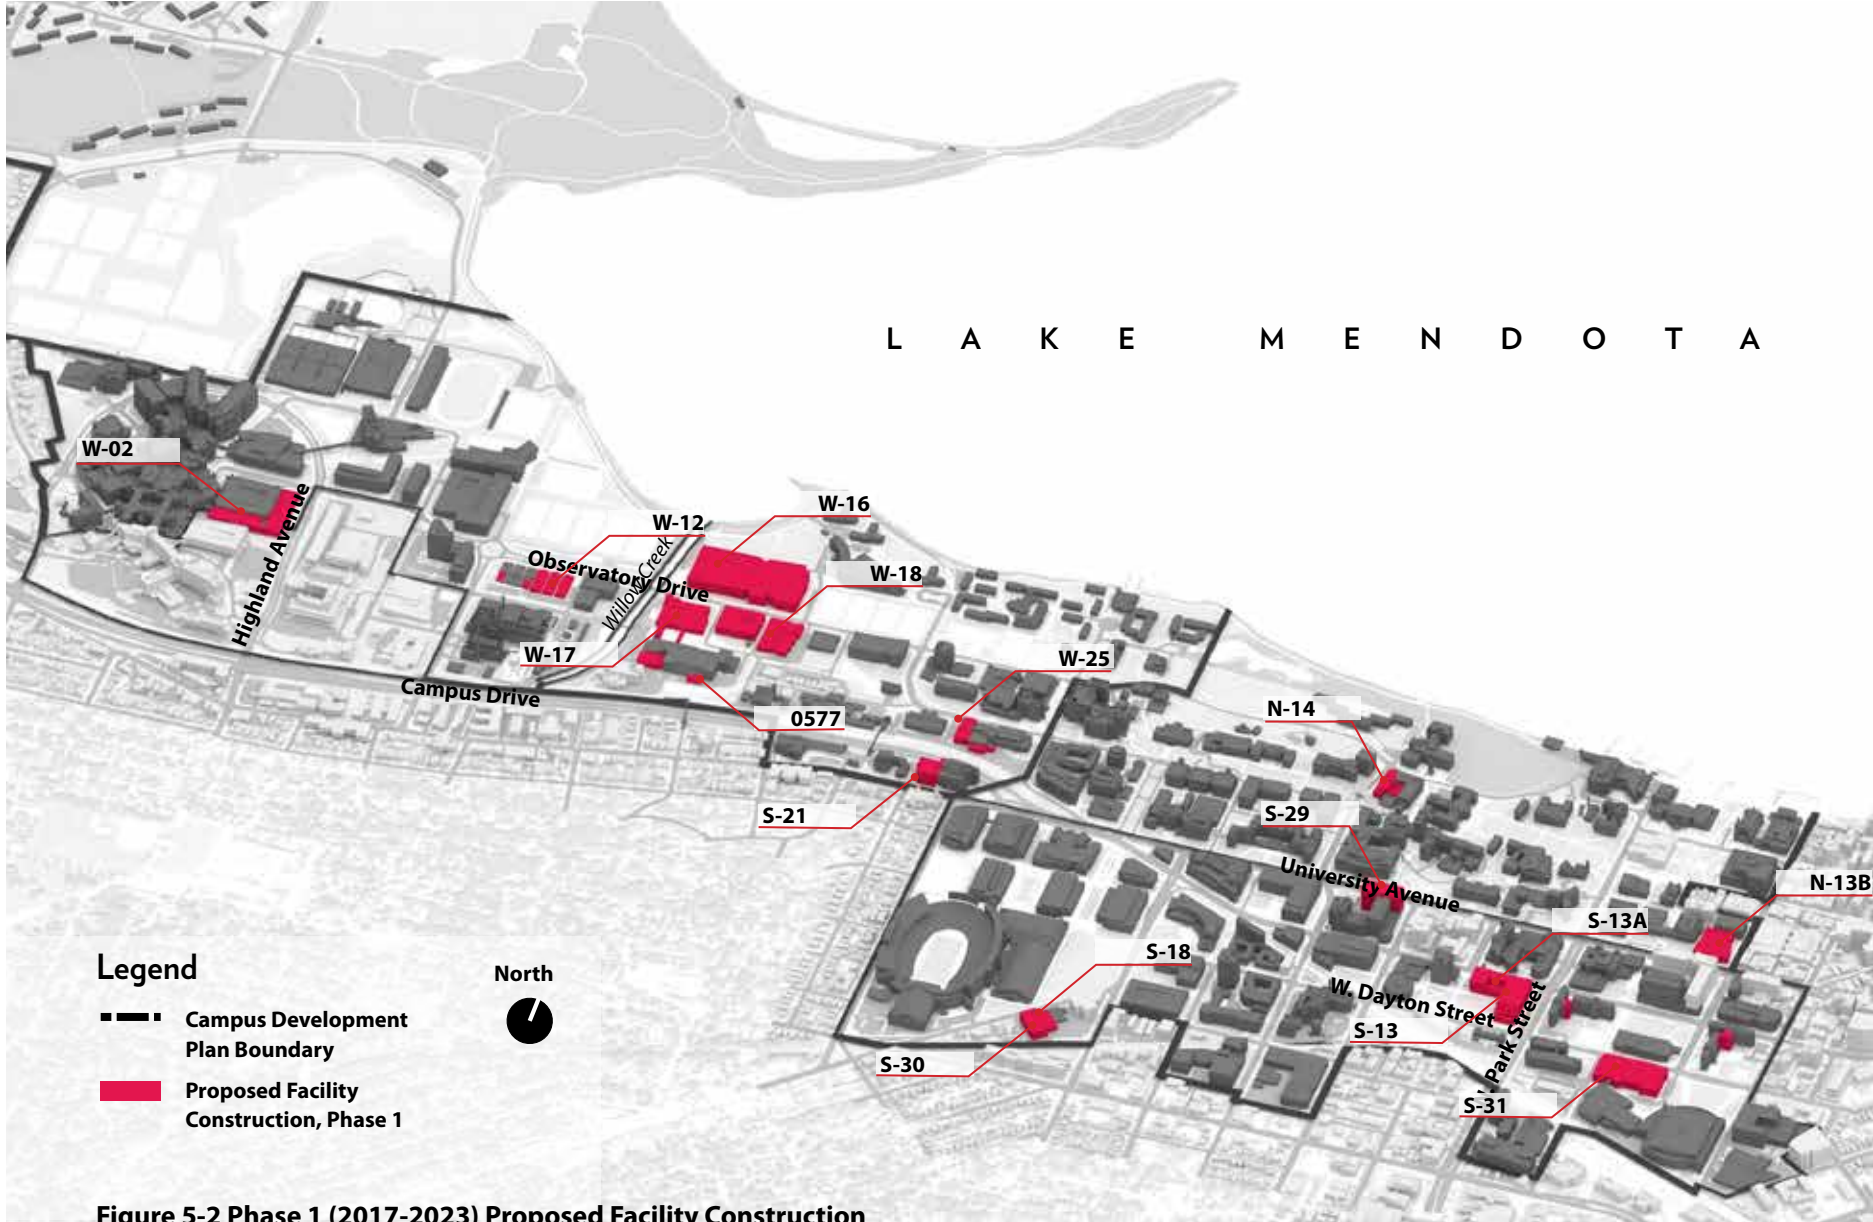 LAKE MENDOTA
W-02
W-16
W-12
Observatory Drive
Willow Creek
W-18
Highland Avenue
W-17
W-25
Campus Drive
0577
N-14
S-21
S-29
University Avenue
N-13B
S-13A
S-18
W. Dayton Street
S-13
Park Street
S-30
S-31
Legend
North
Campus Development
Plan Boundary
Proposed Facility
Construction, Phase 1
Figure 5-2 Phase 1 (2017-2023) Proposed Facility Construction